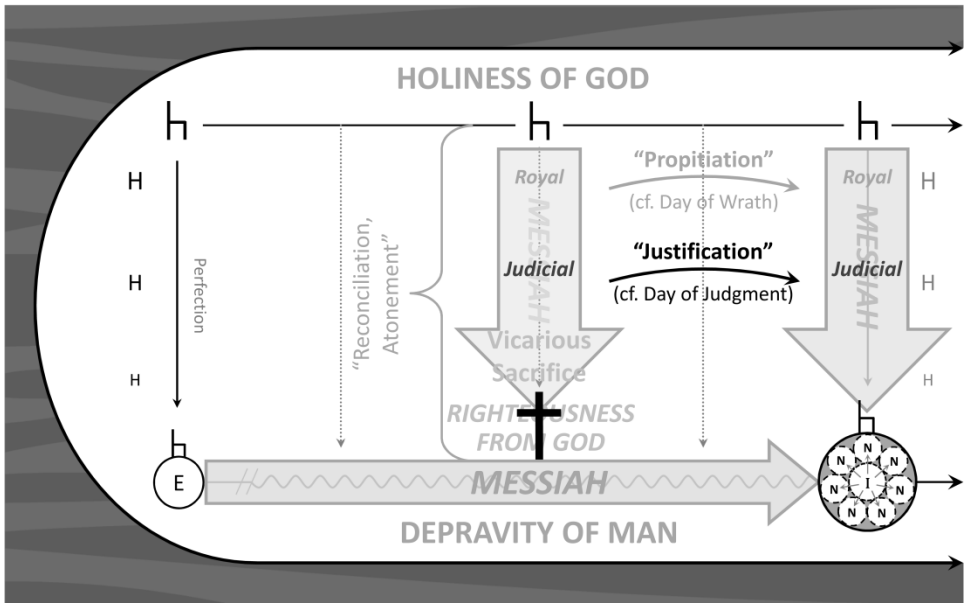 HOLINESS OF GOD
H
H
H
Perfection
E
“Reconciliation,
Atonement”
Royal
MESSIAH
Judicial
Vicarious
Sacrifice
RIGHTEOUSNESS
FROM GOD
“Propitiation”
(cf. Day of Wrath)
“Justification”
(cf. Day of Judgment)
Royal
MESSIAH
Judicial
H
H
H
MESSIAH
N
N
N
N
I
N
N
N
N
DEPRAVITY OF MAN